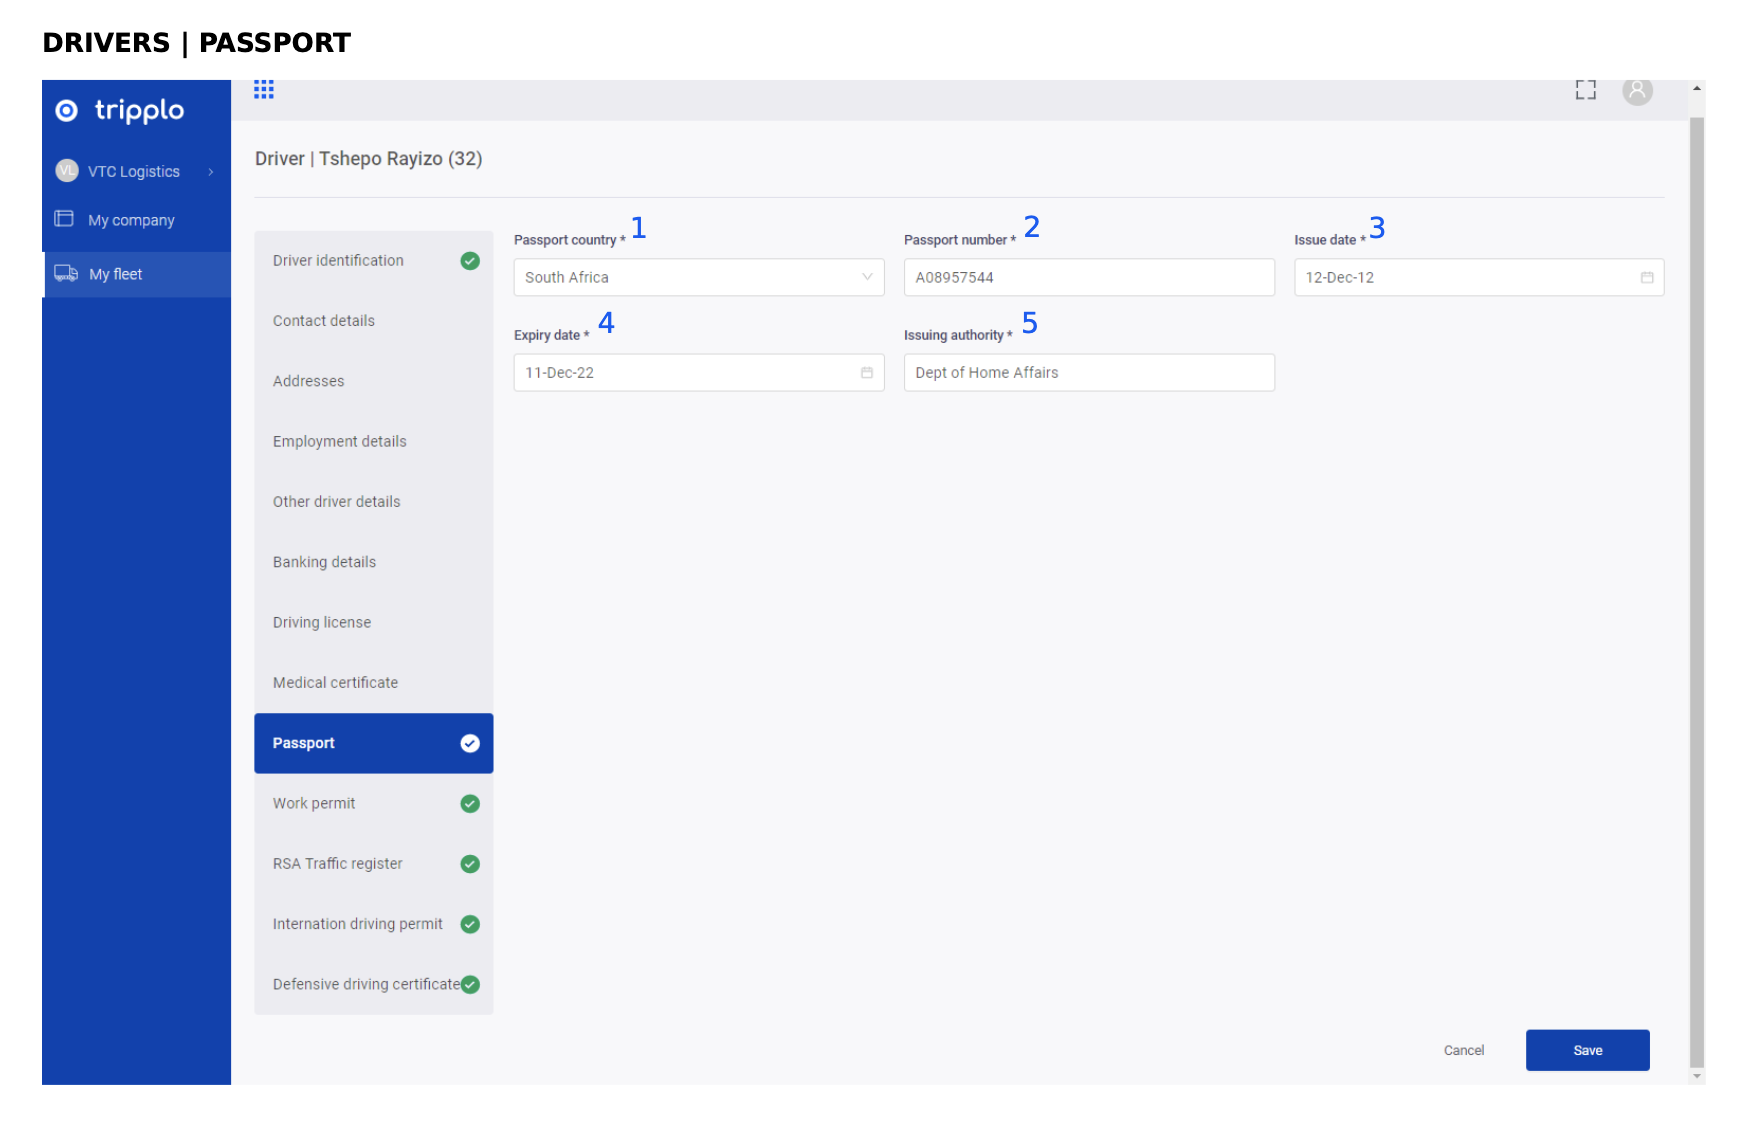 DRIVERS | PASSPORT
tripplo
VL VTC Logistics
My company
My fleet
Driver | Tshepo Rayizo (32)
Driver identification
Contact details
Addresses
Employment details
Other driver details
Banking details
Driving license
Medical certificate
Passport
Work permit
RSA Traffic register
Internation driving permit
Defensive driving certificate
Passport country * 1
South Africa
Passport number * 2
A08957544
Issue date * 3
12-Dec-12
Expiry date * 4
11-Dec-22
Issuing authority * 5
Dept of Home Affairs
Cancel
Save